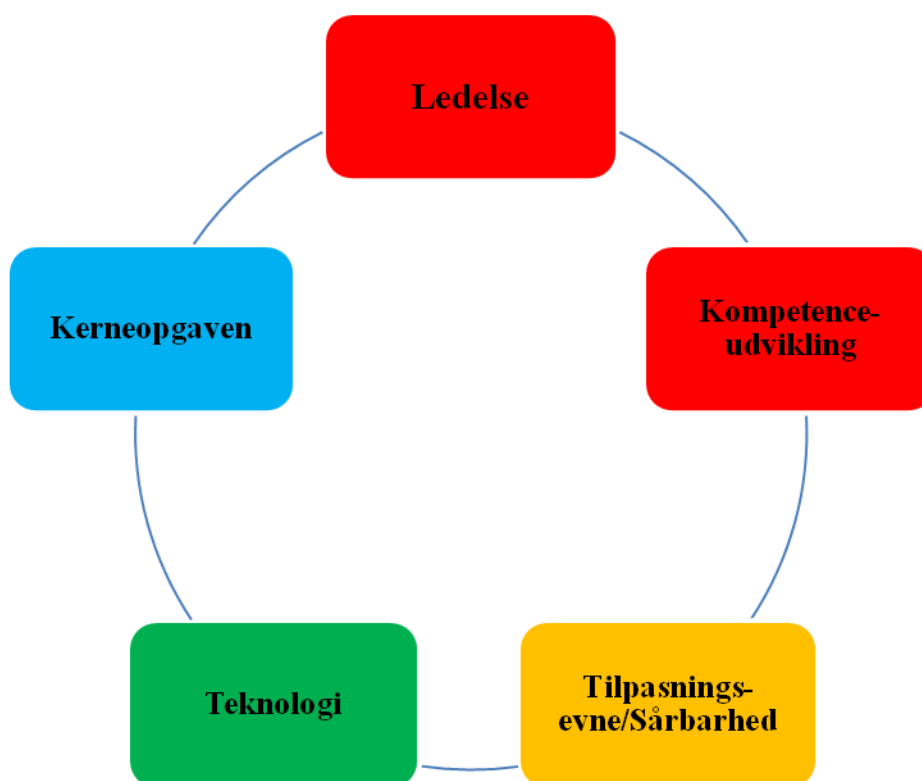 Ledelse
Kompetence-
udvikling
Tilpasnings-
evne/Sårbarhed
Teknologi
Kerneopgaven